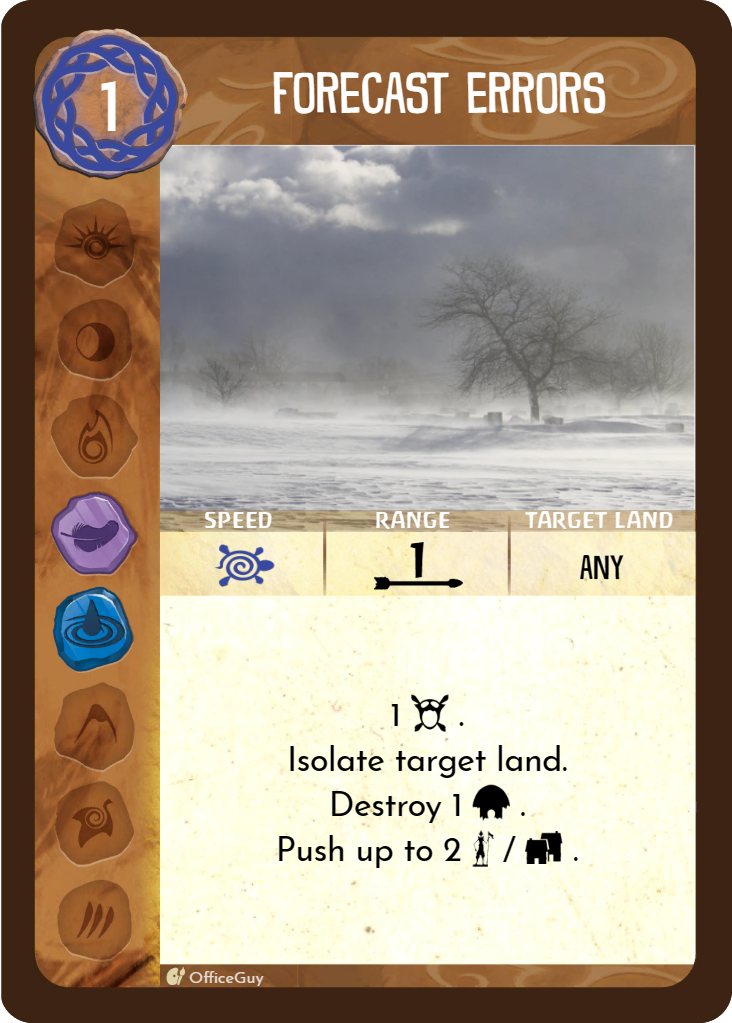 1
FORECAST ERRORS
SPEED RANGE TARGET LAND
1 ANY
1 .
Isolate target land.
Destroy 1 .
Push up to 2 / .
OfficeGuy